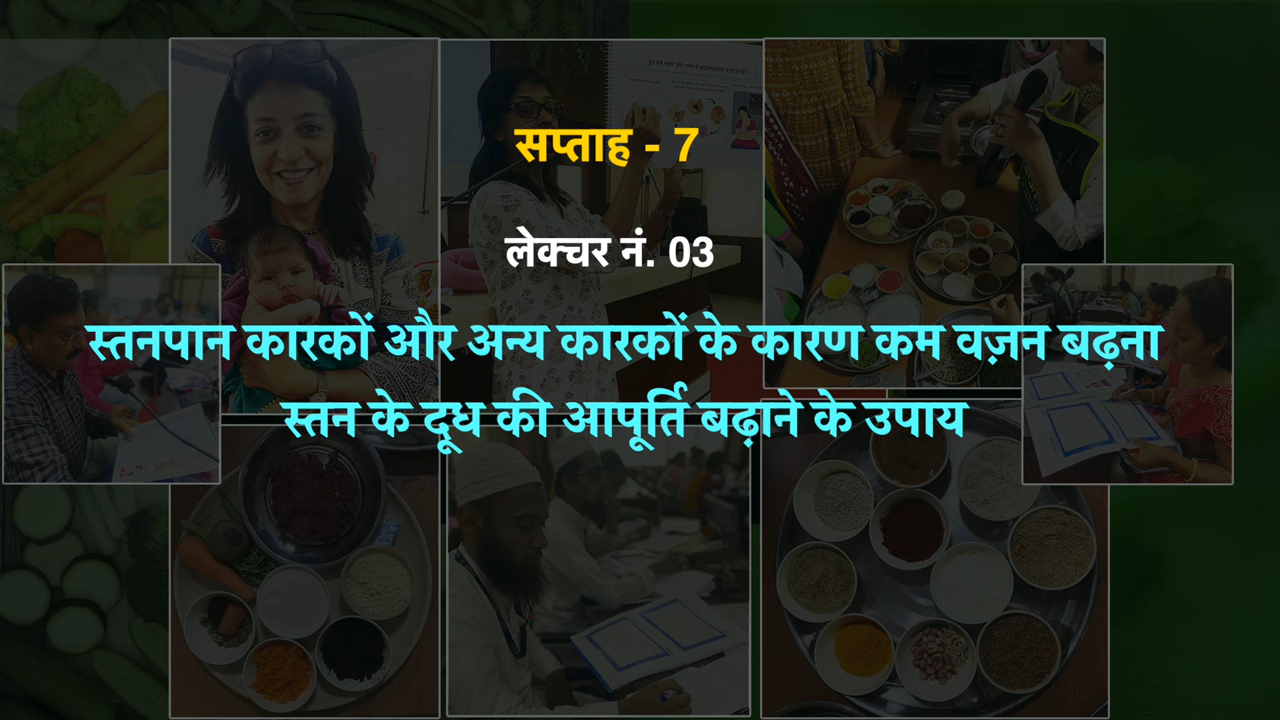 सप्ताह - 7
लेक्चर नं. 03
स्तनपान कारकों और अन्य कारकों के कारण कम वज़न बढ़ना
स्तन के दूध की आपूर्ति बढ़ाने के उपाय